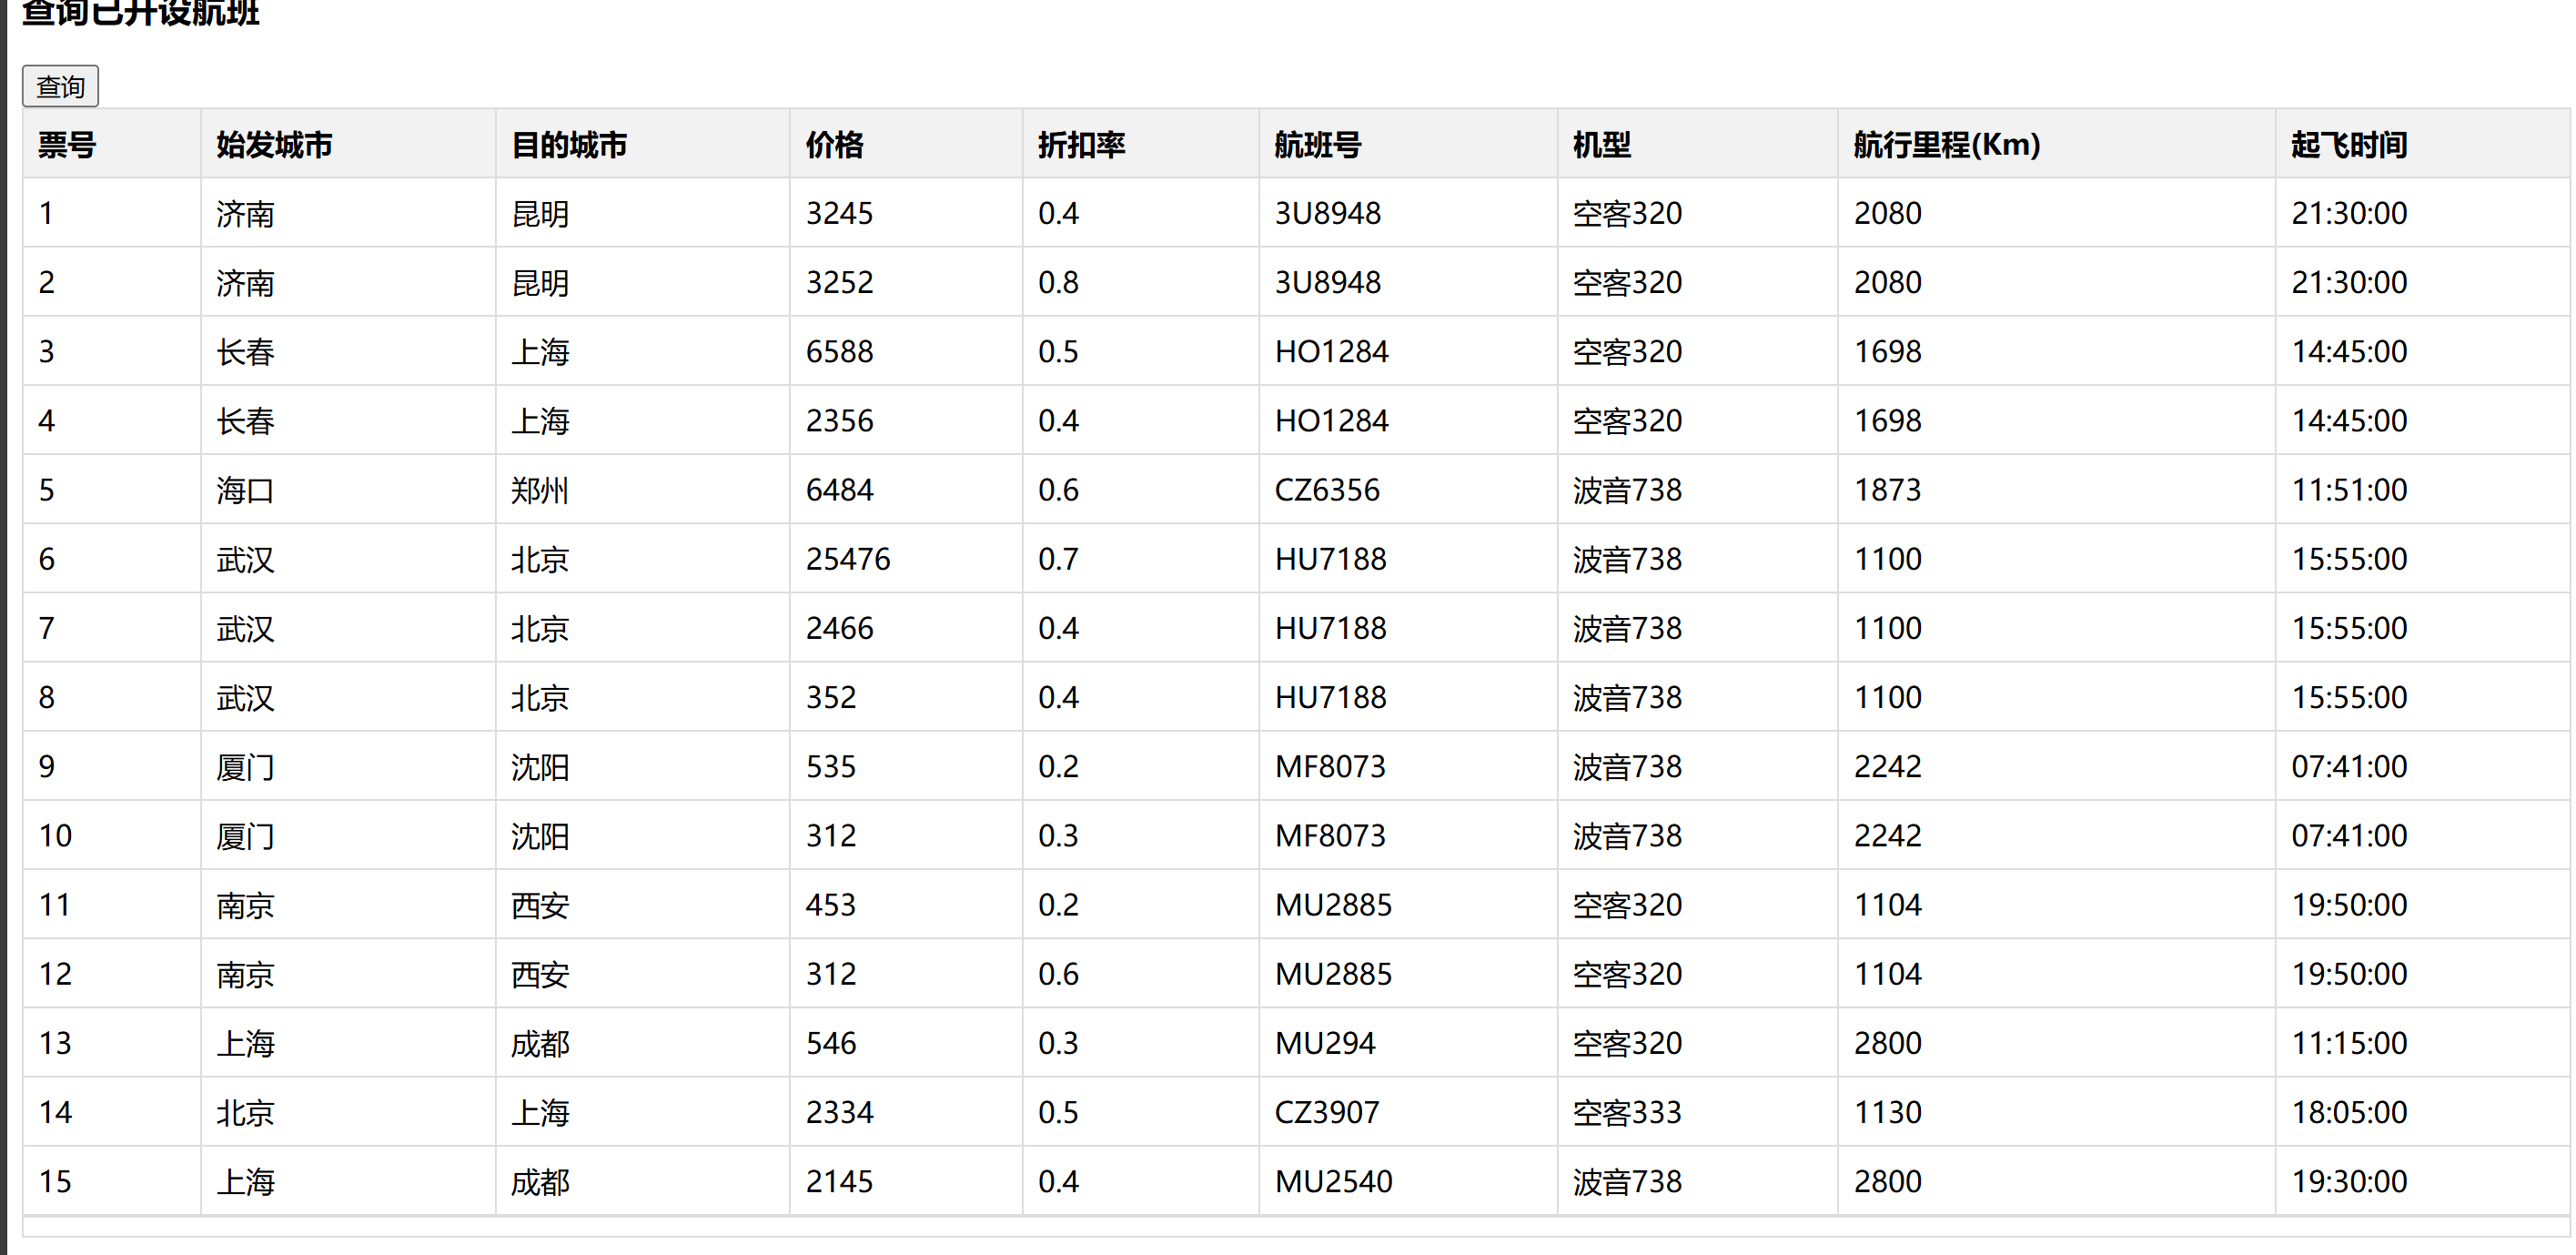 查询已开设航班
查询
票号 始发城市 目的城市 价格 折扣率 航班号 机型 航行里程(Km) 起飞时间
1 济南 昆明 3245 0.4 3U8948 空客320 2080 21:30:00
2 济南 昆明 3252 0.8 3U8948 空客320 2080 21:30:00
3 长春 上海 6588 0.5 HO1284 空客320 1698 14:45:00
4 长春 上海 2356 0.4 HO1284 空客320 1698 14:45:00
5 海口 郑州 6484 0.6 CZ6356 波音738 1873 11:51:00
6 武汉 北京 25476 0.7 HU7188 波音738 1100 15:55:00
7 武汉 北京 2466 0.4 HU7188 波音738 1100 15:55:00
8 武汉 北京 352 0.4 HU7188 波音738 1100 15:55:00
9 厦门 沈阳 535 0.2 MF8073 波音738 2242 07:41:00
10 厦门 沈阳 312 0.3 MF8073 波音738 2242 07:41:00
11 南京 西安 453 0.2 MU2885 空客320 1104 19:50:00
12 南京 西安 312 0.6 MU2885 空客320 1104 19:50:00
13 上海 成都 546 0.3 MU294 空客320 2800 11:15:00
14 北京 上海 2334 0.5 CZ3907 空客333 1130 18:05:00
15 上海 成都 2145 0.4 MU2540 波音738 2800 19:30:00